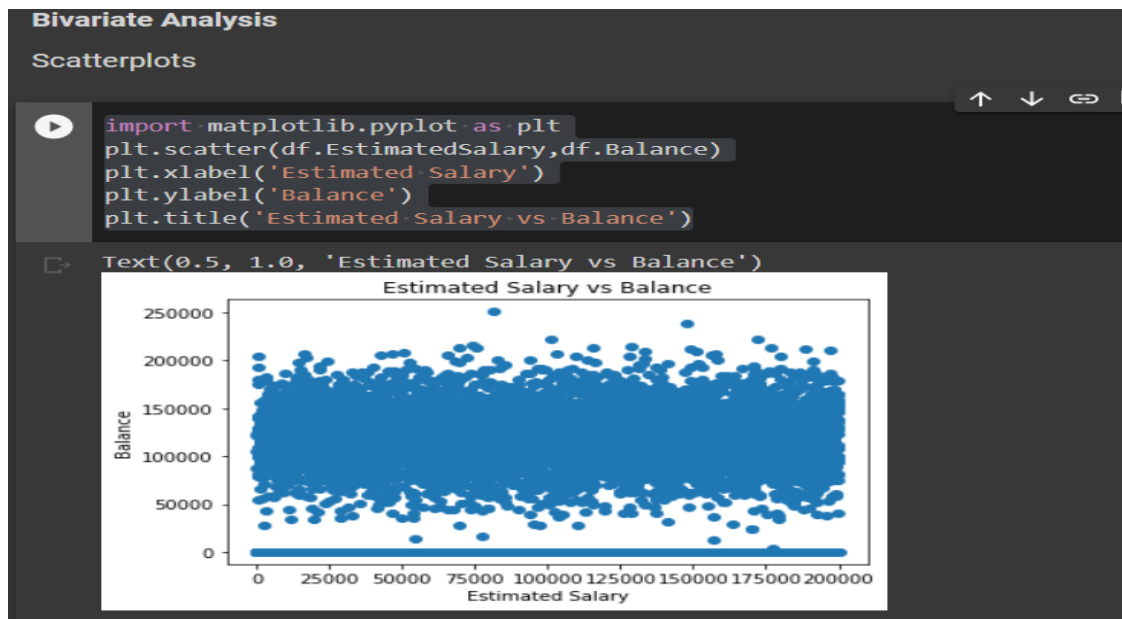 Bivariate Analysis
Scatterplots
import matplotlib.pyplot as plt
plt.scatter(df.EstimatedSalary,df.Balance)
plt.xlabel('Estimated Salary')
plt.ylabel('Balance')
plt.title('Estimated Salary vs Balance')
Text(0.5, 1.0, 'Estimated Salary vs Balance')
Estimated Salary vs Balance
250000
200000
150000
100000
50000
0
Balance
0 25000 50000 75000 100000 125000 150000 175000 200000
Estimated Salary